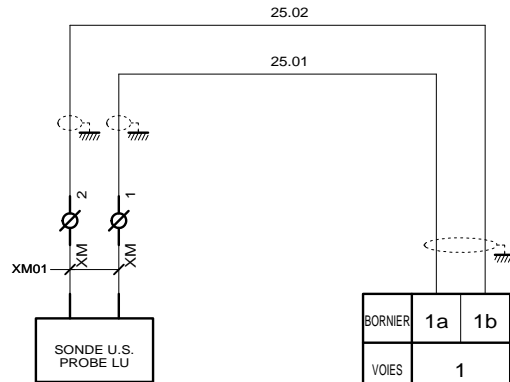 25.02
25.01
2
1
XM
XM
XM01
SONDE U.S.
PROBE LU
BORNIER 1a 1b
VOIES 1